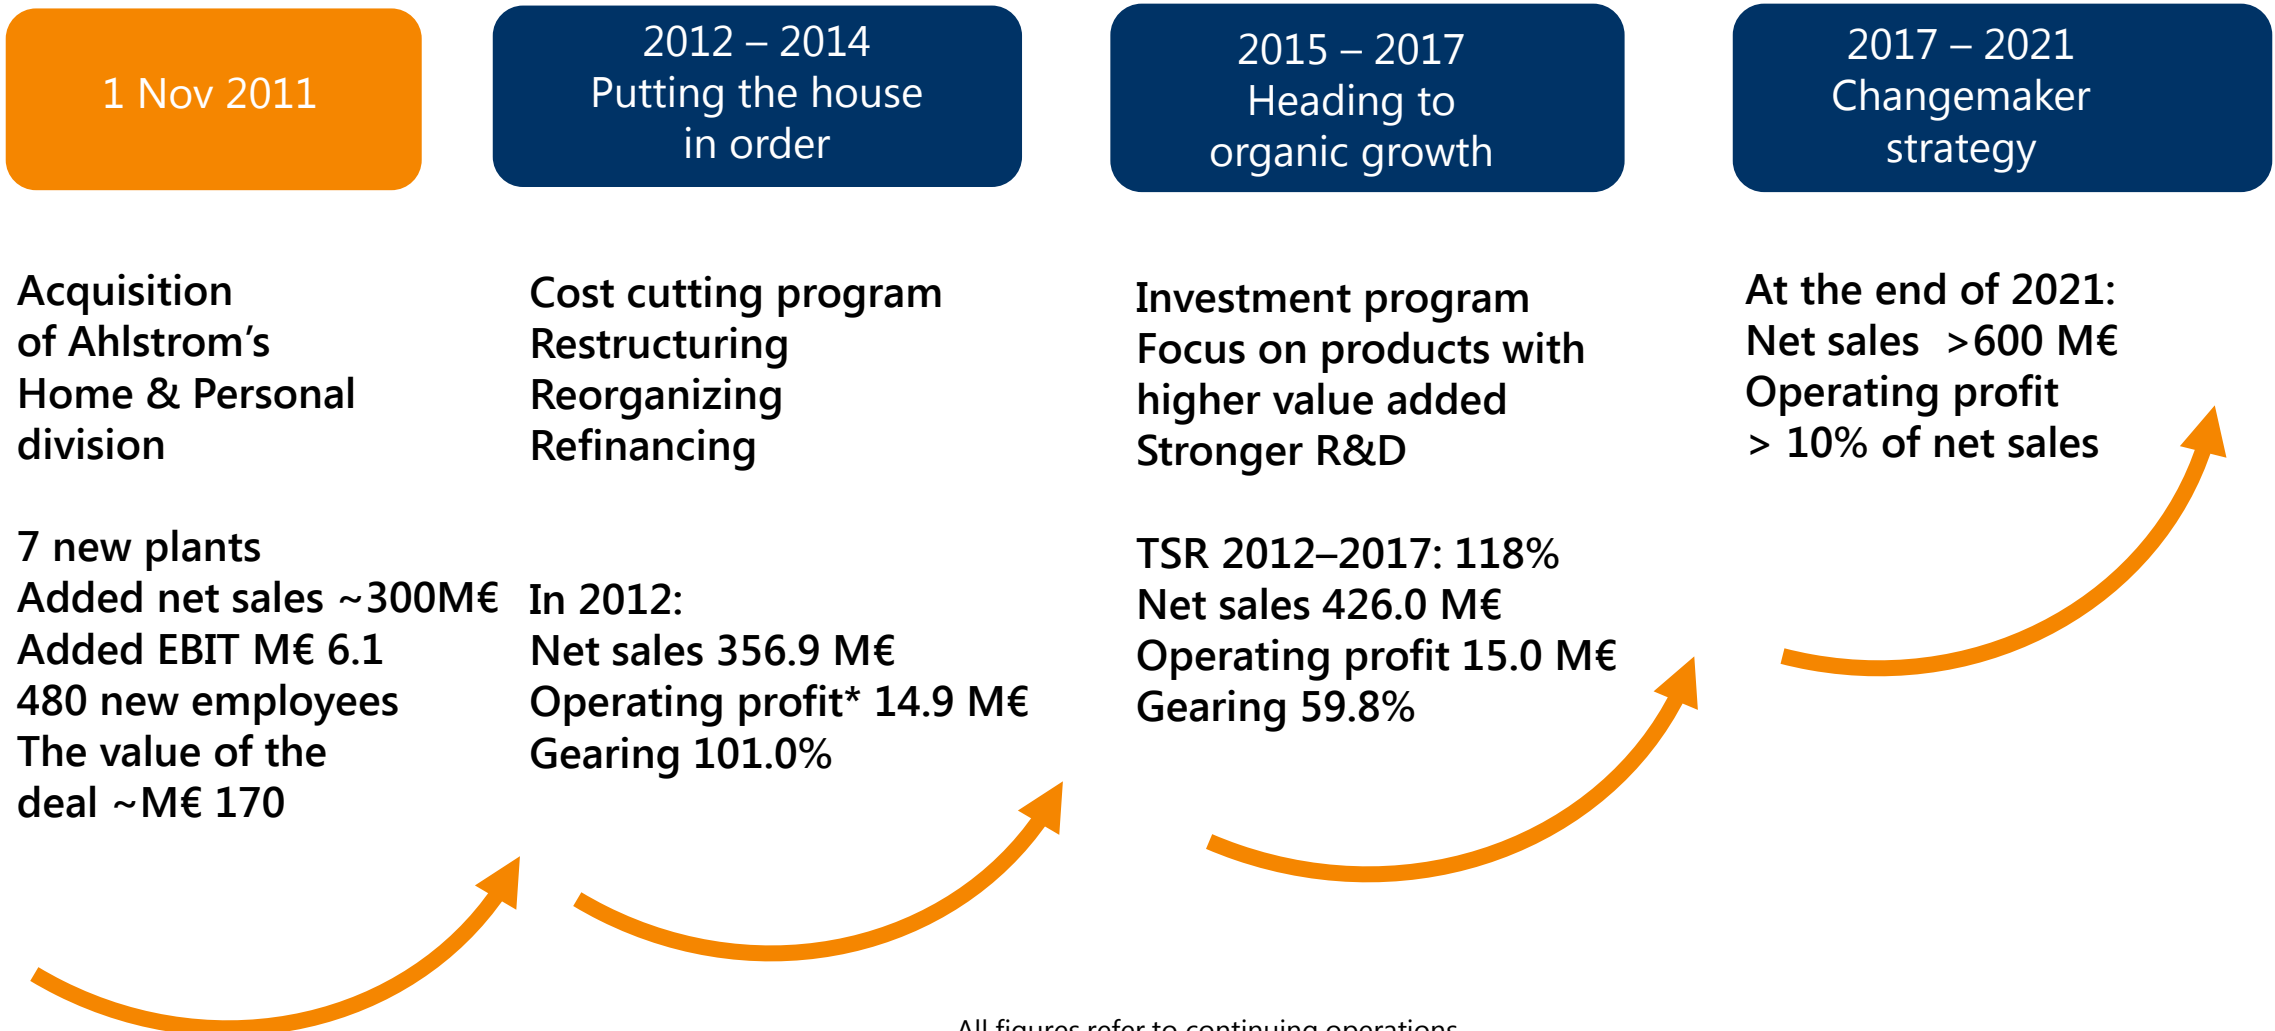 1 Nov 2011
2012 – 2014
Putting the house
in order
2015 – 2017
Heading to
organic growth
2017 – 2021
Changemaker
strategy
Acquisition
of Ahlstrom’s
Home & Personal
division
7 new plants
Added net sales ~300M€
Added EBIT M€ 6.1
480 new employees
The value of the
deal ~M€ 170
Cost cutting program
Restructuring
Reorganizing
Refinancing
In 2012:
Net sales 356.9 M€
Operating profit* 14.9 M€
Gearing 101.0%
Investment program
Focus on products with
higher value added
Stronger R&D
TSR 2012–2017: 118%
Net sales 426.0 M€
Operating profit 15.0 M€
Gearing 59.8%
At the end of 2021:
Net sales >600 M€
Operating profit
> 10% of net sales
All figures refer to continuing operations